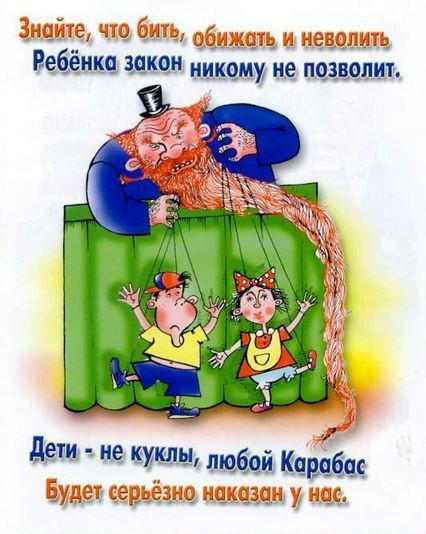 Знайте, что бить, обижать и неволить
Ребёнка закон никому не позволит.
Дети - не куклы, любой Карабас
Будет серьёзно наказан у нас.